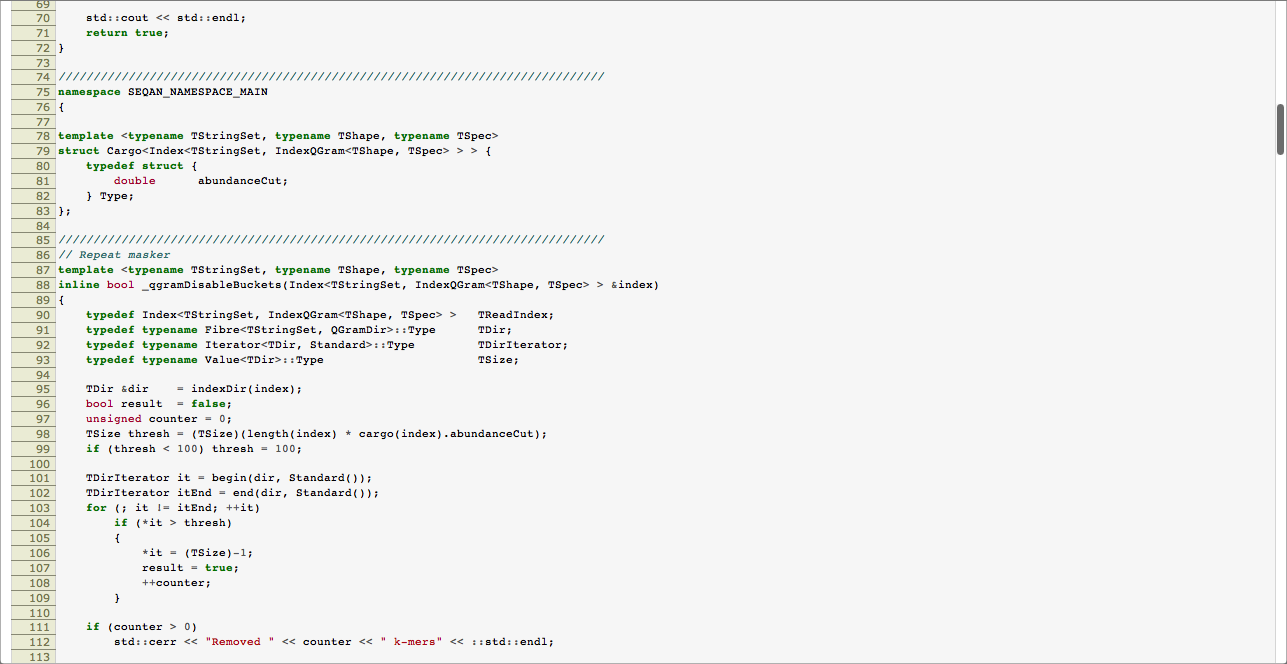 69
70 std::cout << std::endl;
71 return true;
72 }
73
74 //////////////////////////////////////////////////////////////////////////////
75 namespace SEQAN_NAMESPACE_MAIN
76 {
77
78 template <typename TStringSet, typename TShape, typename TSpec>
79 struct Cargo<Index<TStringSet, IndexQGram<TShape, TSpec> > > {
80 typedef struct {
81 double abundanceCut;
82 } Type;
83 };
84
85 //////////////////////////////////////////////////////////////////////////////
86 // Repeat masker
87 template <typename TStringSet, typename TShape, typename TSpec>
88 inline bool _qgramDisableBuckets(Index<TStringSet, IndexQGram<TShape, TSpec> > &index)
89 {
90 typedef Index<TStringSet, IndexQGram<TShape, TSpec> > TReadIndex;
91 typedef typename Fibre<TStringSet, QGramDir>::Type TDir;
92 typedef typename Iterator<TDir, Standard>::Type TDirIterator;
93 typedef typename Value<TDir>::Type TSize;
94
95 TDir &dir = indexDir(index);
96 bool result = false;
97 unsigned counter = 0;
98 TSize thresh = (TSize)(length(index) * cargo(index).abundanceCut);
99 if (thresh < 100) thresh = 100;
100
101 TDirIterator it = begin(dir, Standard());
102 TDirIterator itEnd = end(dir, Standard());
103 for (; it != itEnd; ++it)
104 if (*it > thresh)
105 {
106 *it = (TSize)-1;
107 result = true;
108 ++counter;
109 }
110
111 if (counter > 0)
112 std::cerr << "Removed " << counter << " k-mers" << ::std::endl;
113